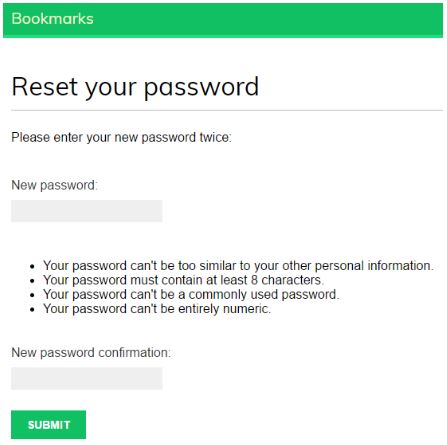 Bookmarks
Reset your password
Please enter your new password twice:
New password:
• Your password can't be too similar to your other personal information.
• Your password must contain at least 8 characters.
• Your password can't be a commonly used password.
• Your password can't be entirely numeric.
New password confirmation:
SUBMIT